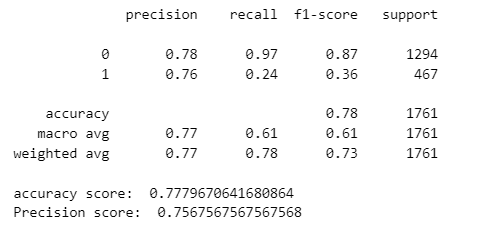 precision recall f1-score support
0 0.78 0.97 0.87 1294
1 0.76 0.24 0.36 467
accuracy 0.78 1761
macro avg 0.77 0.61 0.61 1761
weighted avg 0.77 0.78 0.73 1761
accuracy score: 0.7779670641680864
Precision score: 0.7567567567567568